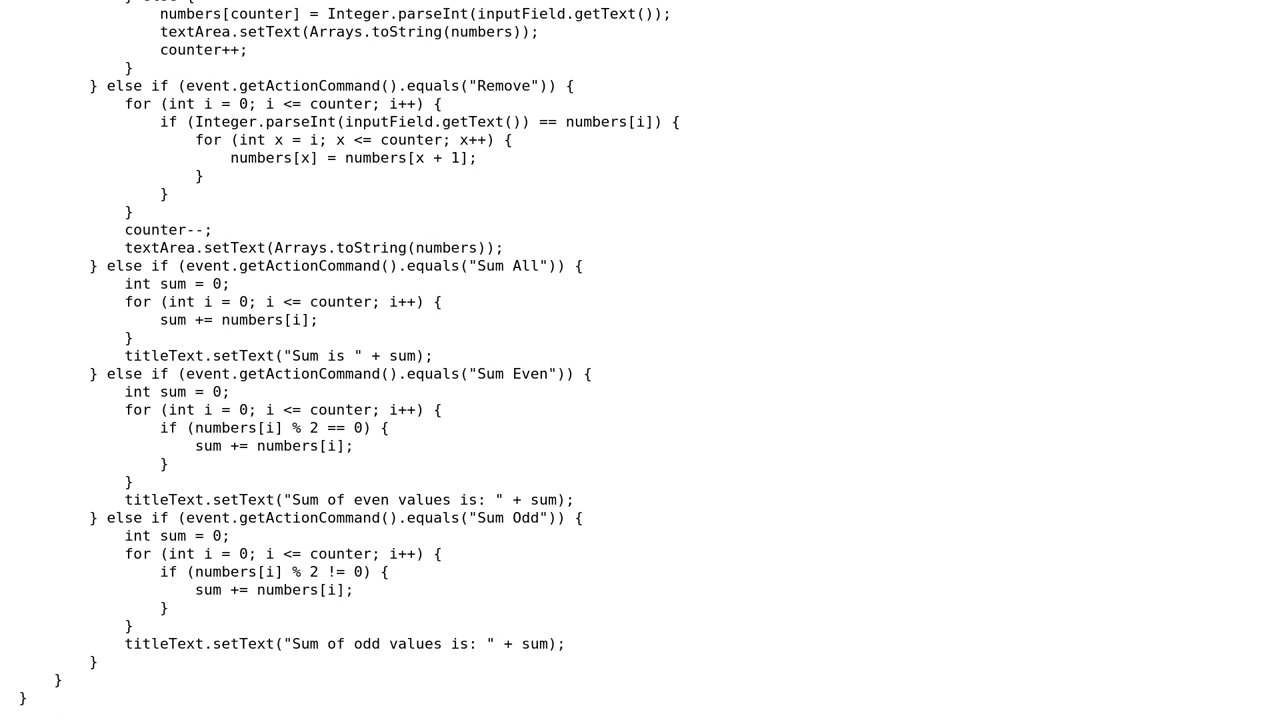 } else {
numbers[counter] = Integer.parseInt(inputField.getText());
textArea.setText(Arrays.toString(numbers));
counter++;
}
} else if (event.getActionCommand().equals("Remove")) {
for (int i = 0; i <= counter; i++) {
if (Integer.parseInt(inputField.getText()) == numbers[i]) {
for (int x = i; x <= counter; x++) {
numbers[x] = numbers[x + 1];
}
}
}
counter--;
textArea.setText(Arrays.toString(numbers));
} else if (event.getActionCommand().equals("Sum All")) {
int sum = 0;
for (int i = 0; i <= counter; i++) {
sum += numbers[i];
}
titleText.setText("Sum is " + sum);
} else if (event.getActionCommand().equals("Sum Even")) {
int sum = 0;
for (int i = 0; i <= counter; i++) {
if (numbers[i] % 2 == 0) {
sum += numbers[i];
}
}
titleText.setText("Sum of even values is: " + sum);
} else if (event.getActionCommand().equals("Sum Odd")) {
int sum = 0;
for (int i = 0; i <= counter; i++) {
if (numbers[i] % 2 != 0) {
sum += numbers[i];
}
}
titleText.setText("Sum of odd values is: " + sum);
}
}
}